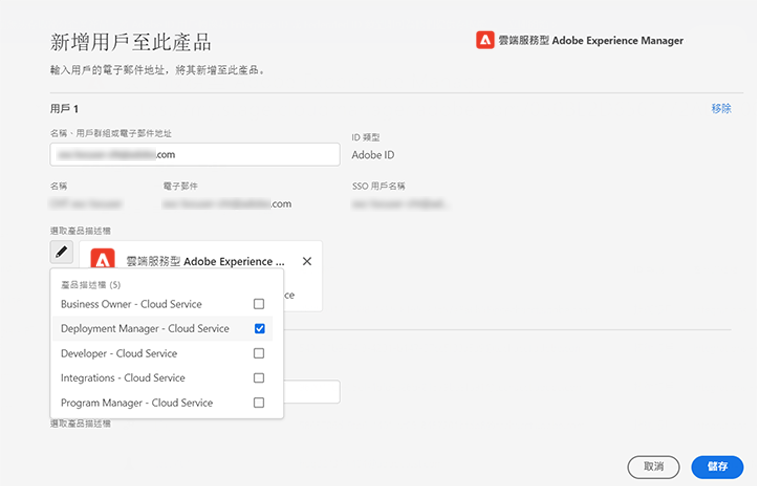 新增用戶至此產品
雲端服務型 Adobe Experience Manager
輸入用戶的電子郵件地址，將其新增至此產品。
用戶 1
移除
名稱、用戶群組或電子郵件地址
ID 類型
.com
Adobe ID
名稱
電子郵件
SSO 用戶名稱
.com
選取產品描述檔
雲端服務型 Adobe Experience ...
產品描述檔 (5)
Business Owner - Cloud Service
Deployment Manager - Cloud Service
Developer - Cloud Service
Integrations - Cloud Service
Program Manager - Cloud Service
選取產品描述檔
取消
儲存